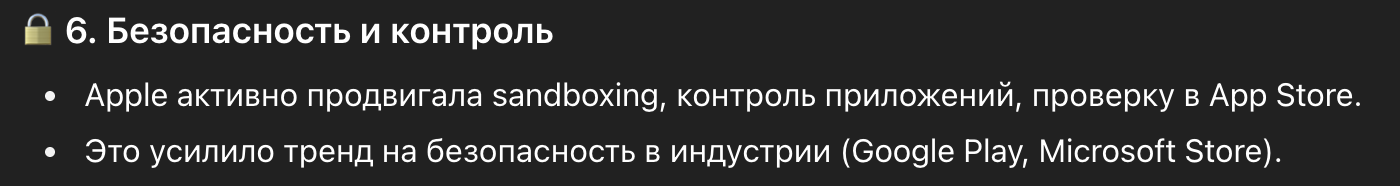 🔒 6. Безопасность и контроль
• Apple активно продвигала sandboxing, контроль приложений, проверку в App Store.
• Это усилило тренд на безопасность в индустрии (Google Play, Microsoft Store).